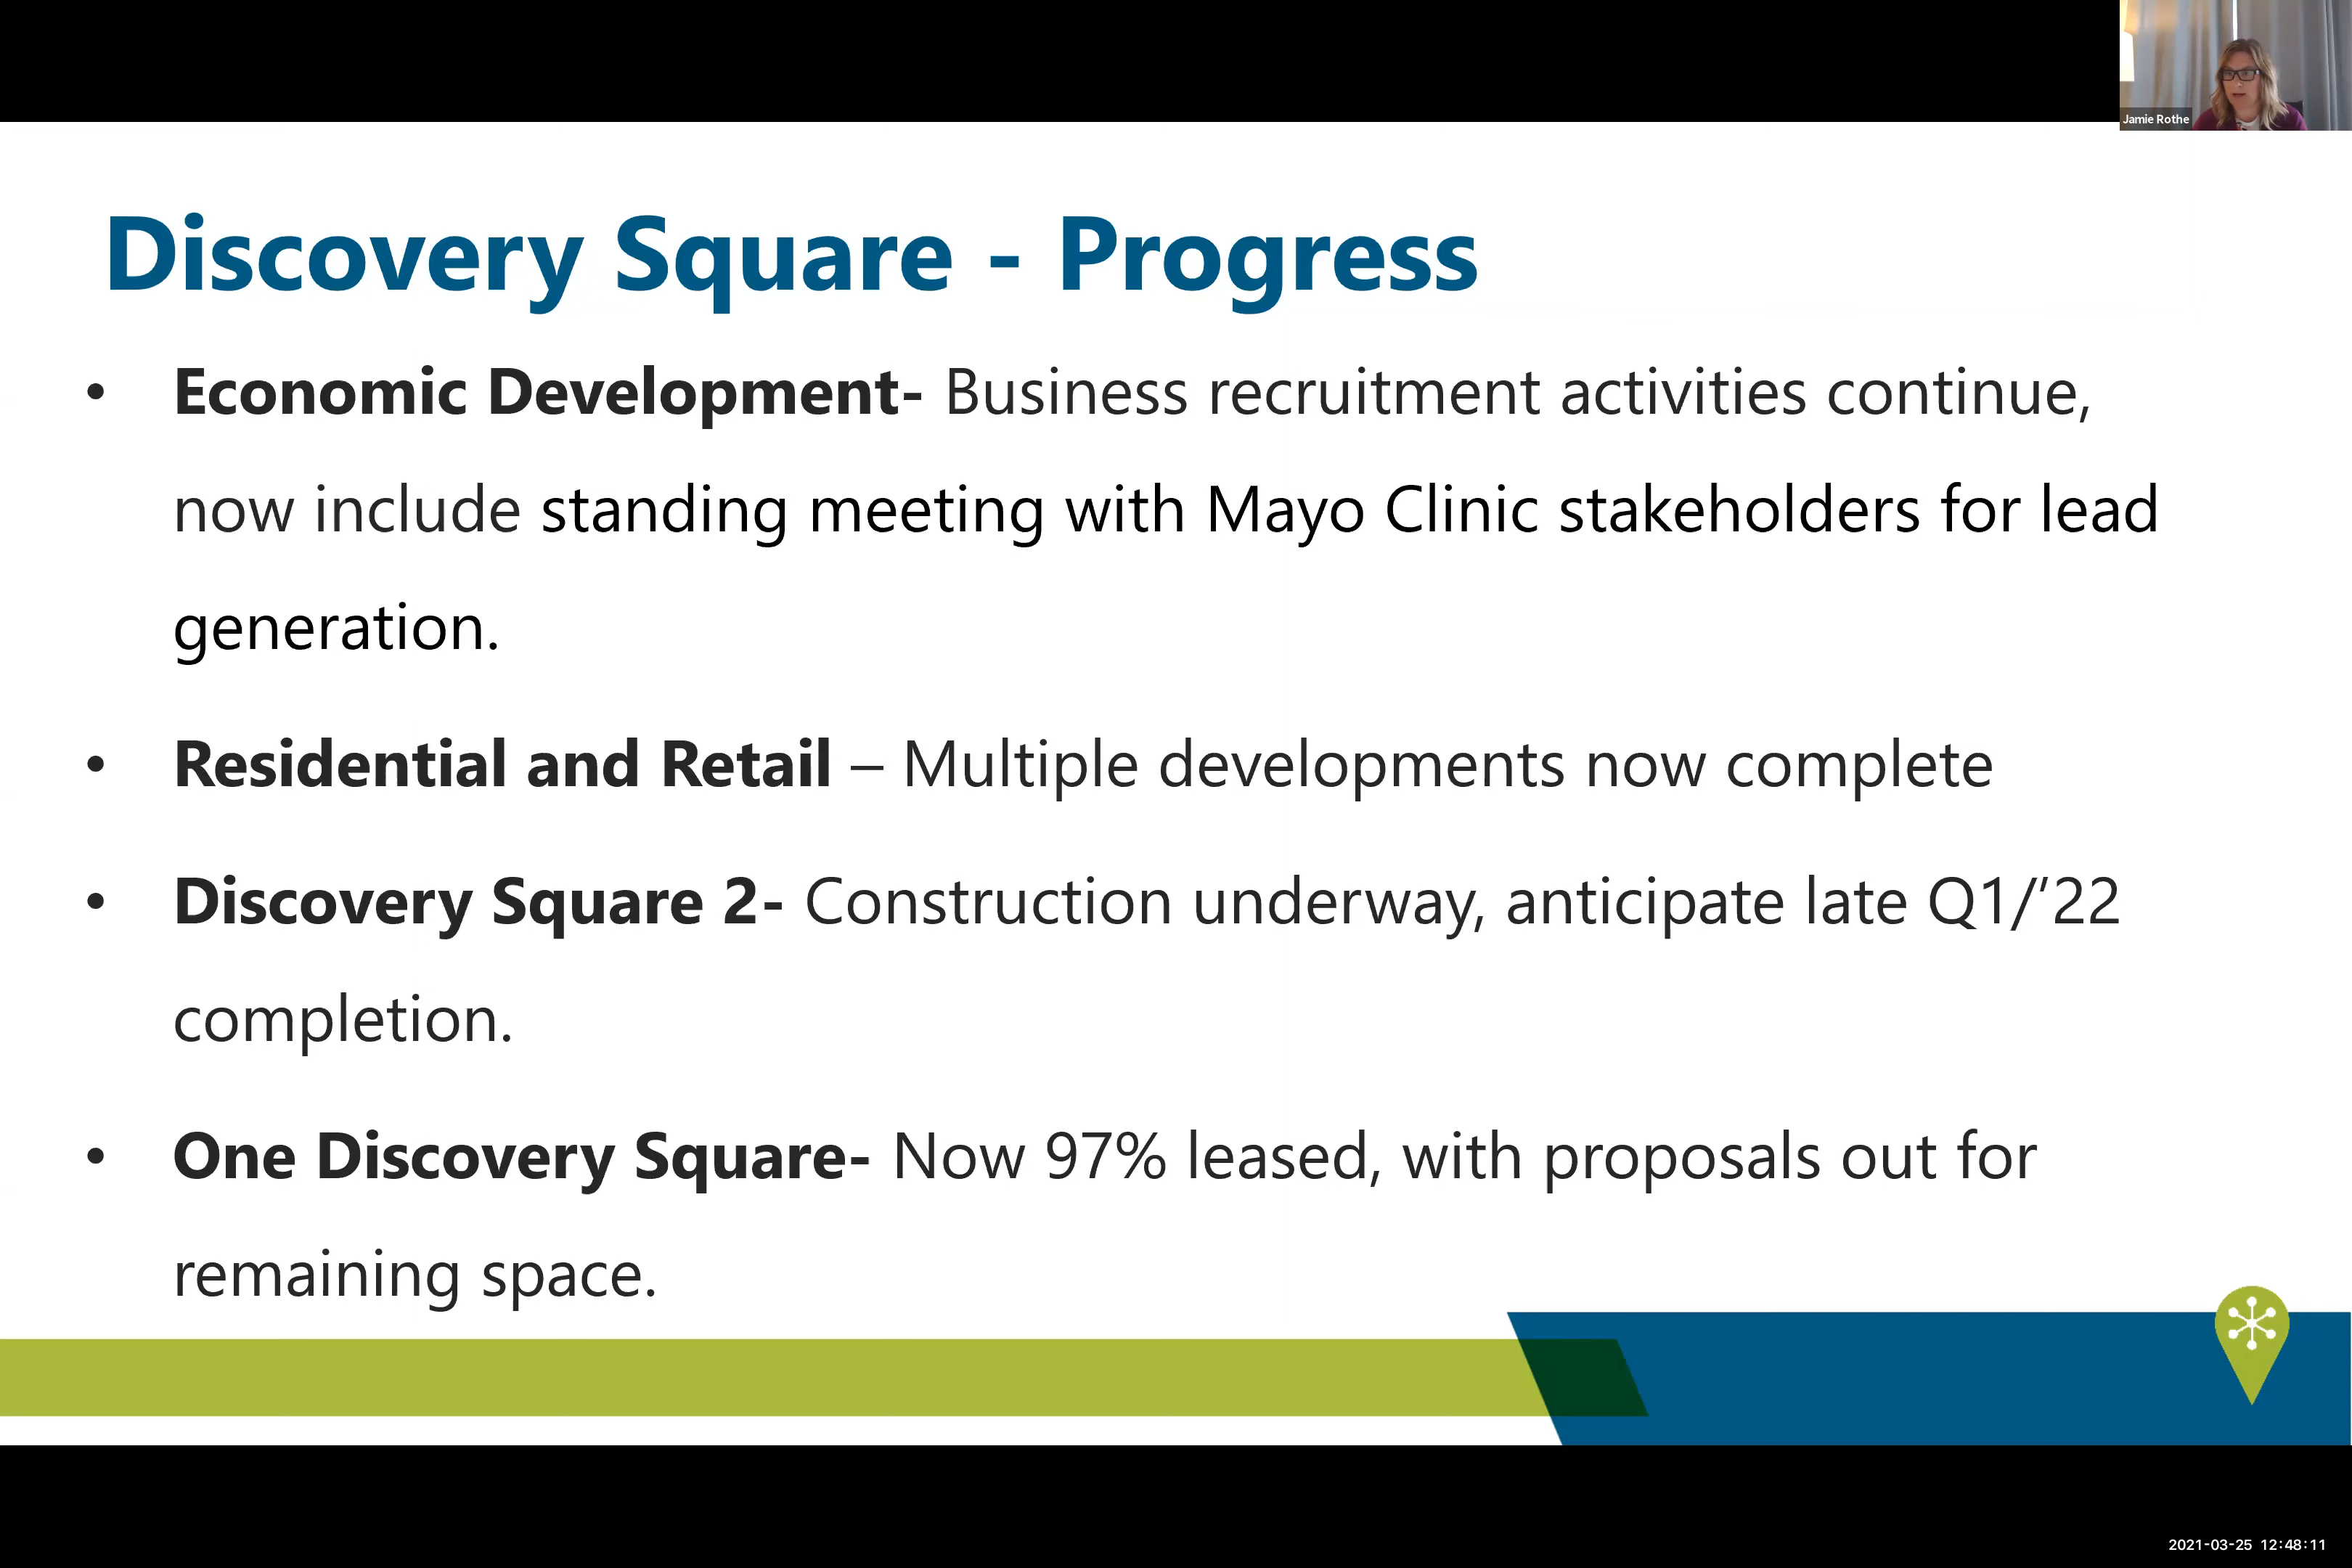 Jamie Rothe
Discovery Square - Progress
• Economic Development- Business recruitment activities continue,
now include standing meeting with Mayo Clinic stakeholders for lead
generation.
• Residential and Retail – Multiple developments now complete
• Discovery Square 2- Construction underway, anticipate late Q1/’22
completion.
• One Discovery Square- Now 97% leased, with proposals out for
remaining space.
2021-03-25 12:48:11